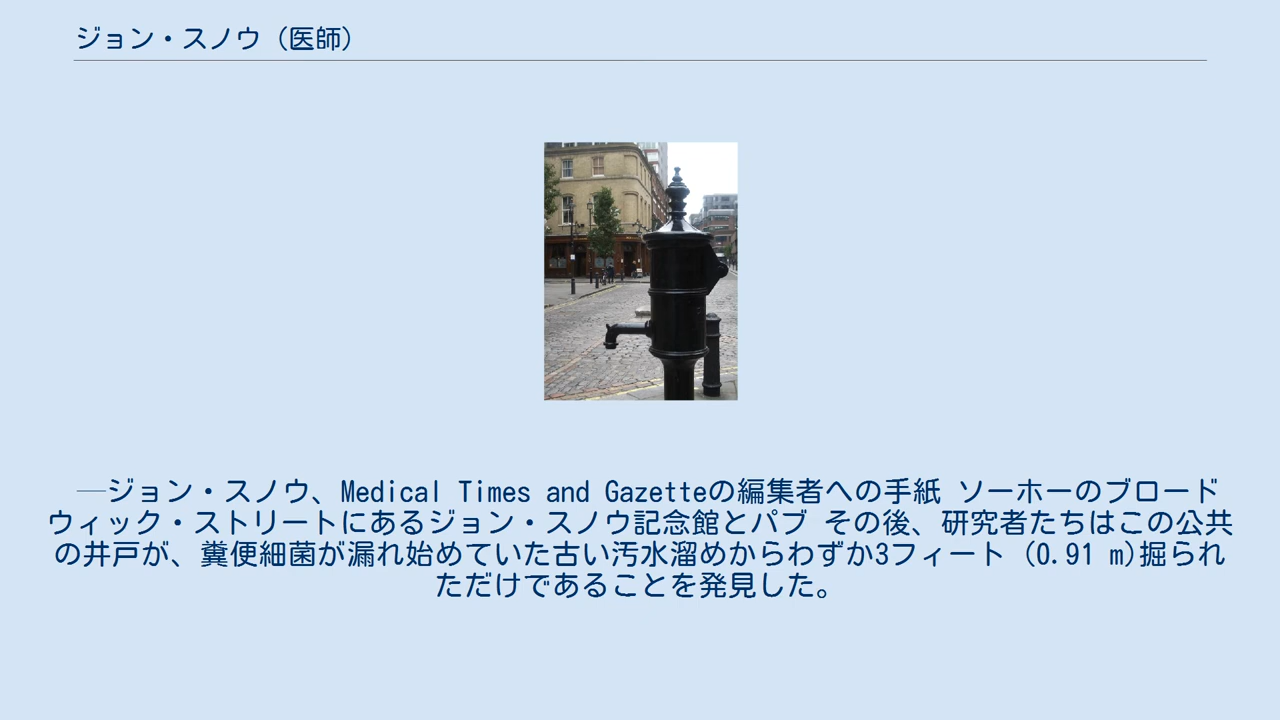 ジョン・スノウ（医師）
―ジョン・スノウ、Medical Times and Gazetteの編集者への手紙 ソーホーのブロード
ウィック・ストリートにあるジョン・スノウ記念館とパブ その後、研究者たちはこの公共
の井戸が、糞便細菌が漏れ始めていた古い汚水溜めからわずか3フィート (0.91 m)掘られ
ただけであることを発見した。